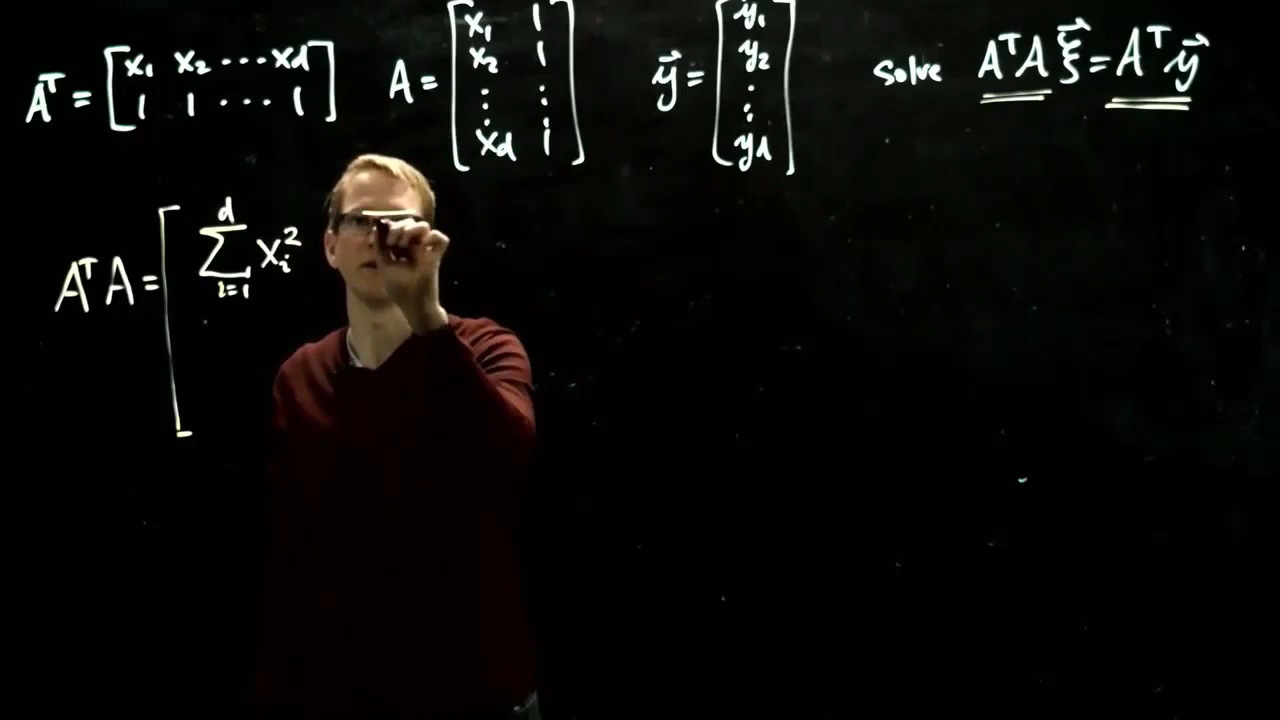 Aᵀ = [x₁ x₂ ⋯ x_d; 1 1 ⋯ 1] A = [x₁ 1; x₂ 1; ⋮ ⋮; x_d 1] y⃗ = [y₁; y₂; ⋮; y_d] Solve AᵀA ξ⃗ = Aᵀ y⃗
AᵀA = [ ∑_{i=1}^{d} x_i²